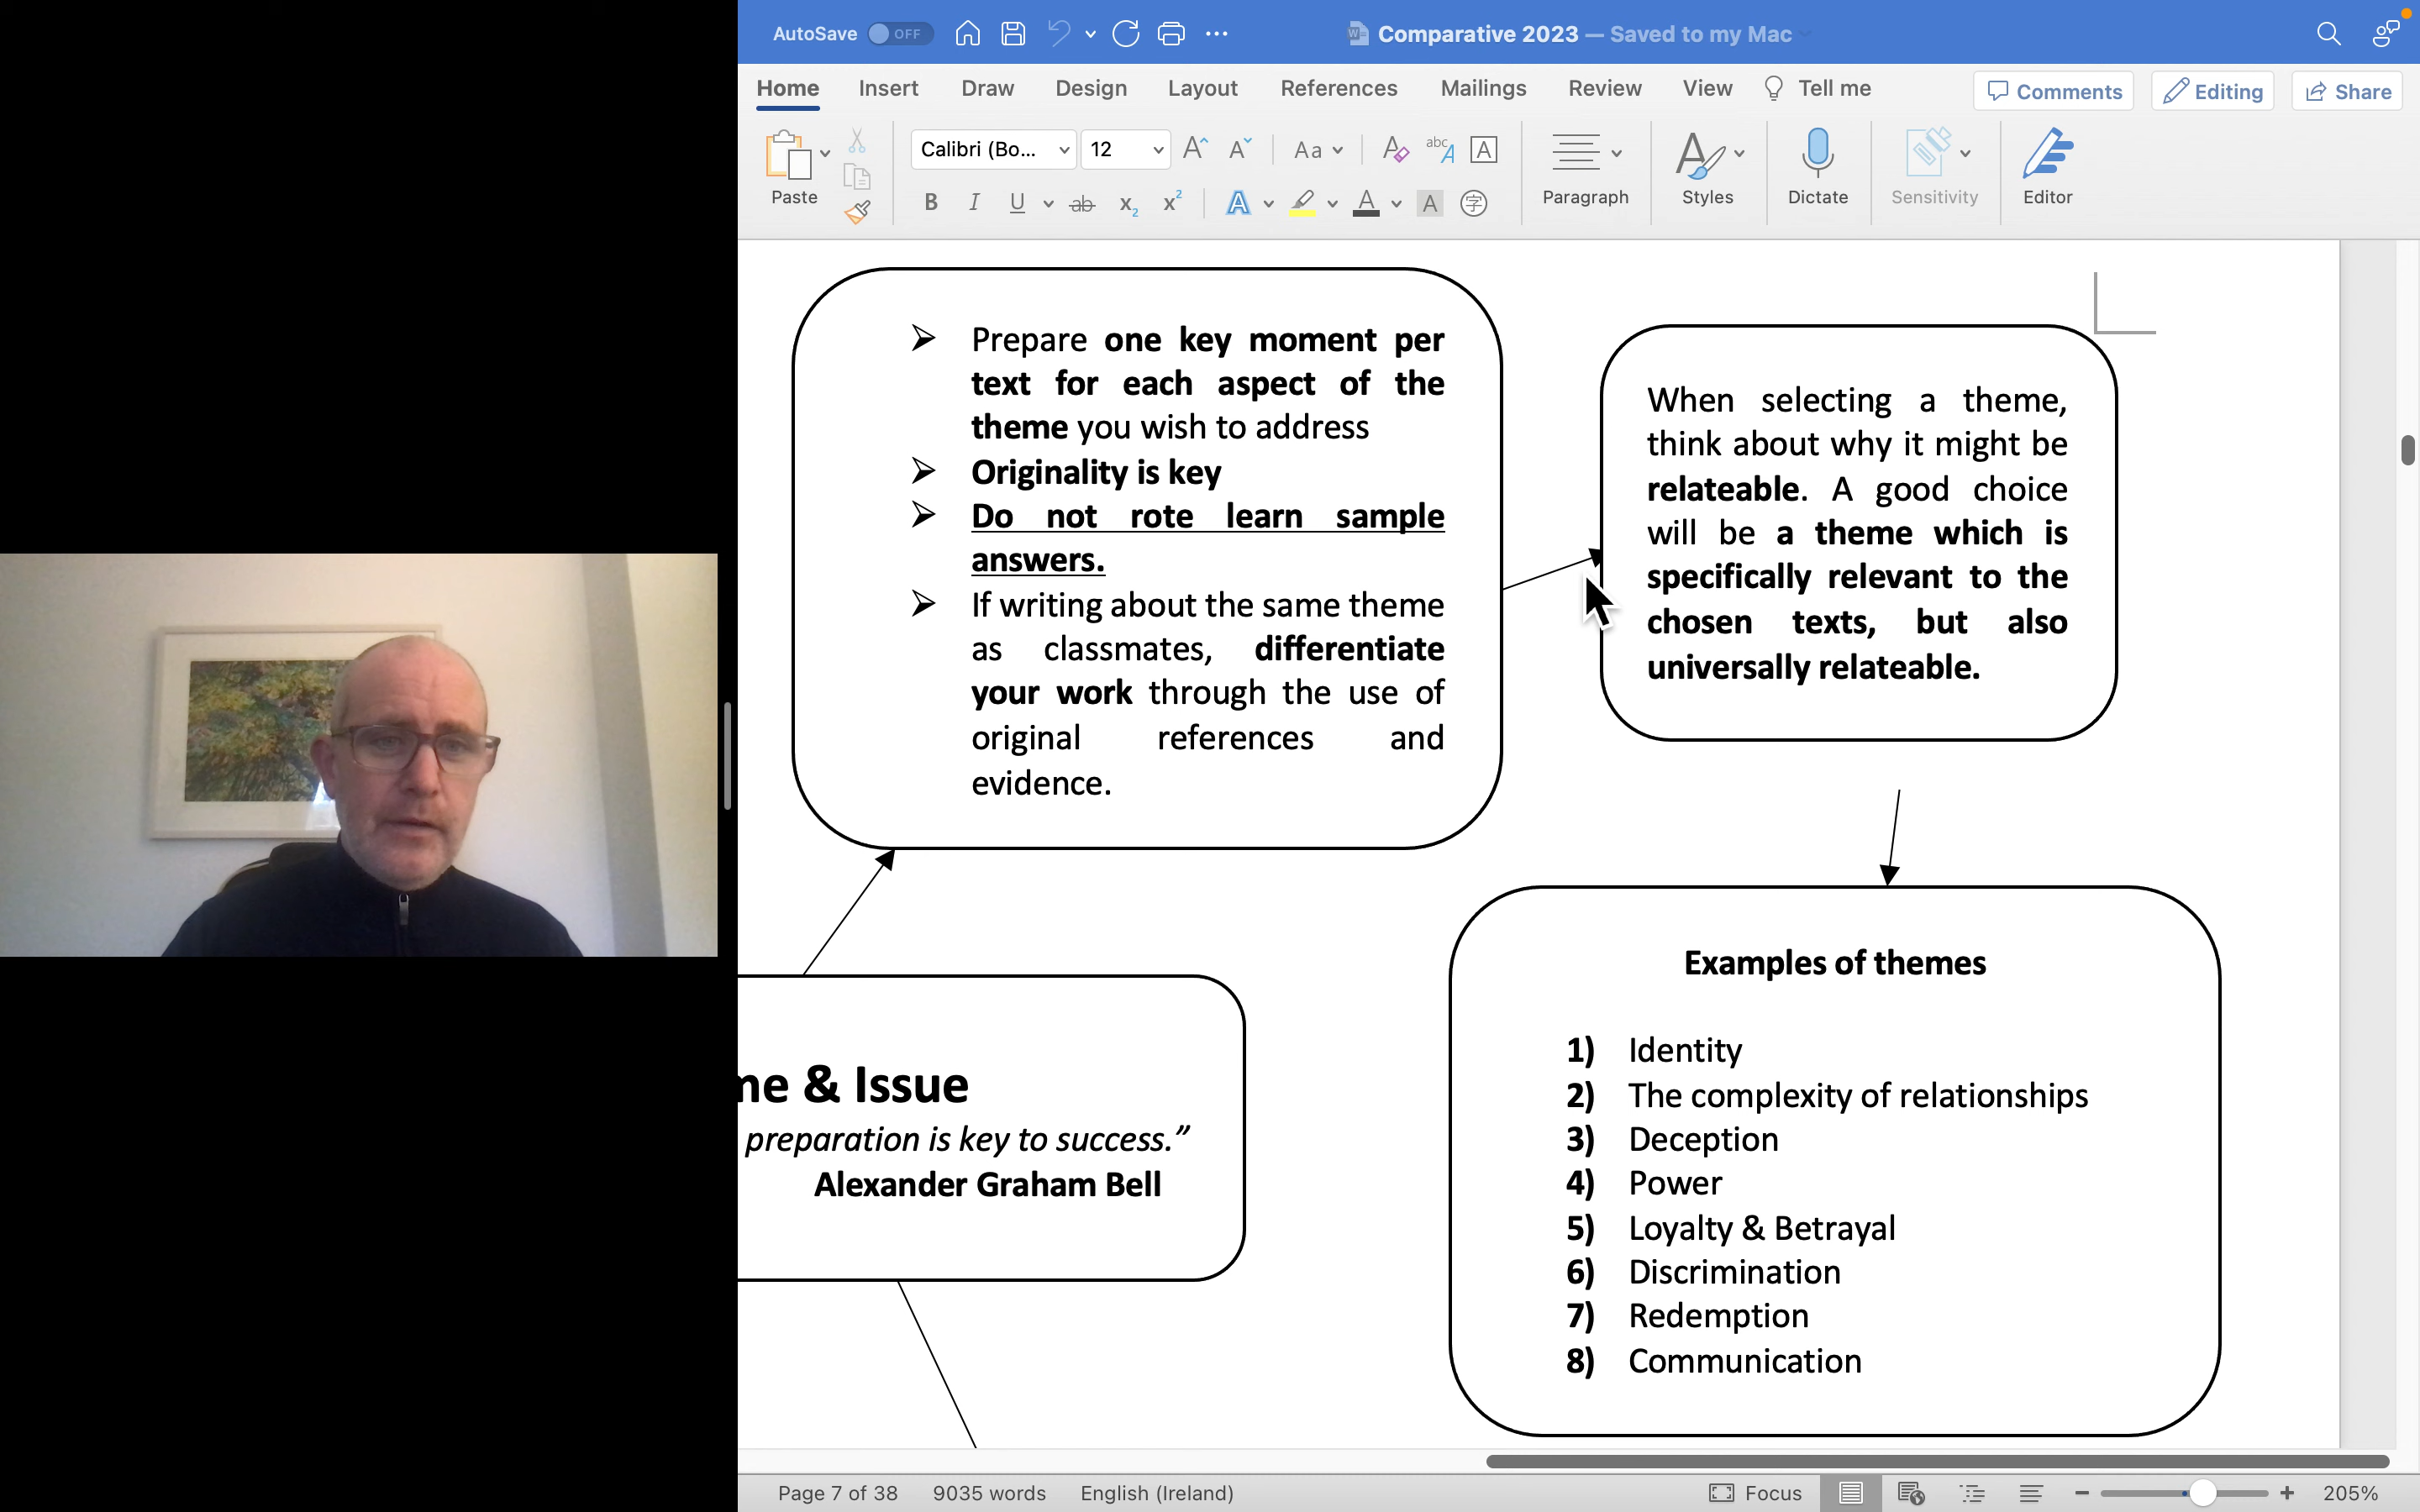 AutoSave OFF
Comparative 2023 — Saved to my Mac
Home Insert Draw Design Layout References Mailings Review View Tell me Comments Editing Share
Calibri (Bo... 12 Aa
Paste Paragraph Styles Dictate Sensitivity Editor
Prepare one key moment per
text for each aspect of the
theme you wish to address
Originality is key
Do not rote learn sample
answers.
If writing about the same theme
as classmates, differentiate
your work through the use of
original references and
evidence.
When selecting a theme,
think about why it might be
relateable. A good choice
will be a theme which is
specifically relevant to the
chosen texts, but also
universally relateable.
Examples of themes
1) Identity
2) The complexity of relationships
3) Deception
4) Power
5) Loyalty & Betrayal
6) Discrimination
7) Redemption
8) Communication
& Issue
preparation is key to success.”
Alexander Graham Bell
Page 7 of 38 9035 words English (Ireland) Focus 205%